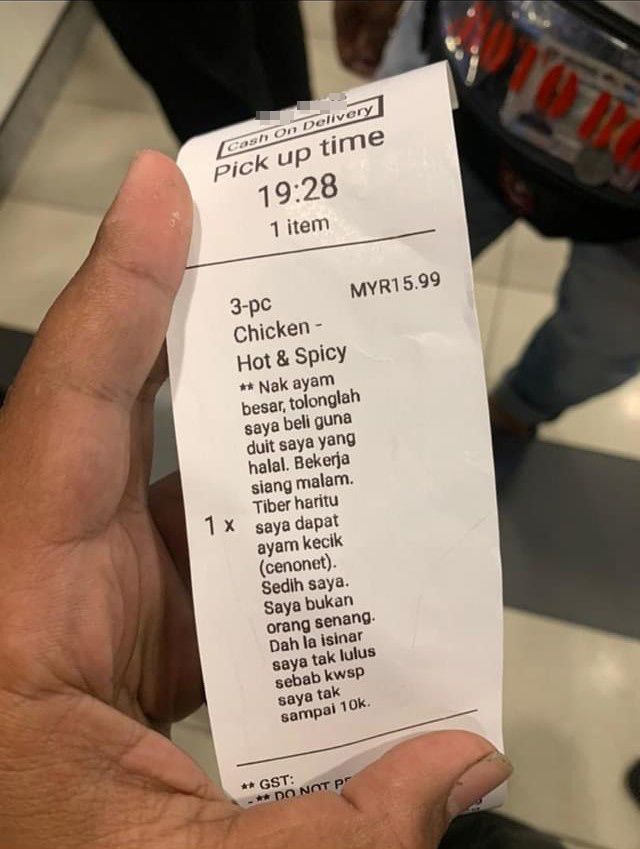 Cash On Delivery
Pick up time
19:28
1 item
3-pc MYR15.99
Chicken -
Hot & Spicy
** Nak ayam
besar, tolonglah
saya beli guna
duit saya yang
halal. Bekerja
siang malam.
Tiber haritu
1 x saya dapat
ayam kecik
(cenonet).
Sedih saya.
Saya bukan
orang senang.
Dah la isinar
saya tak lulus
sebab kwsp
saya tak
sampai 10k.
** GST:
** DO NOT